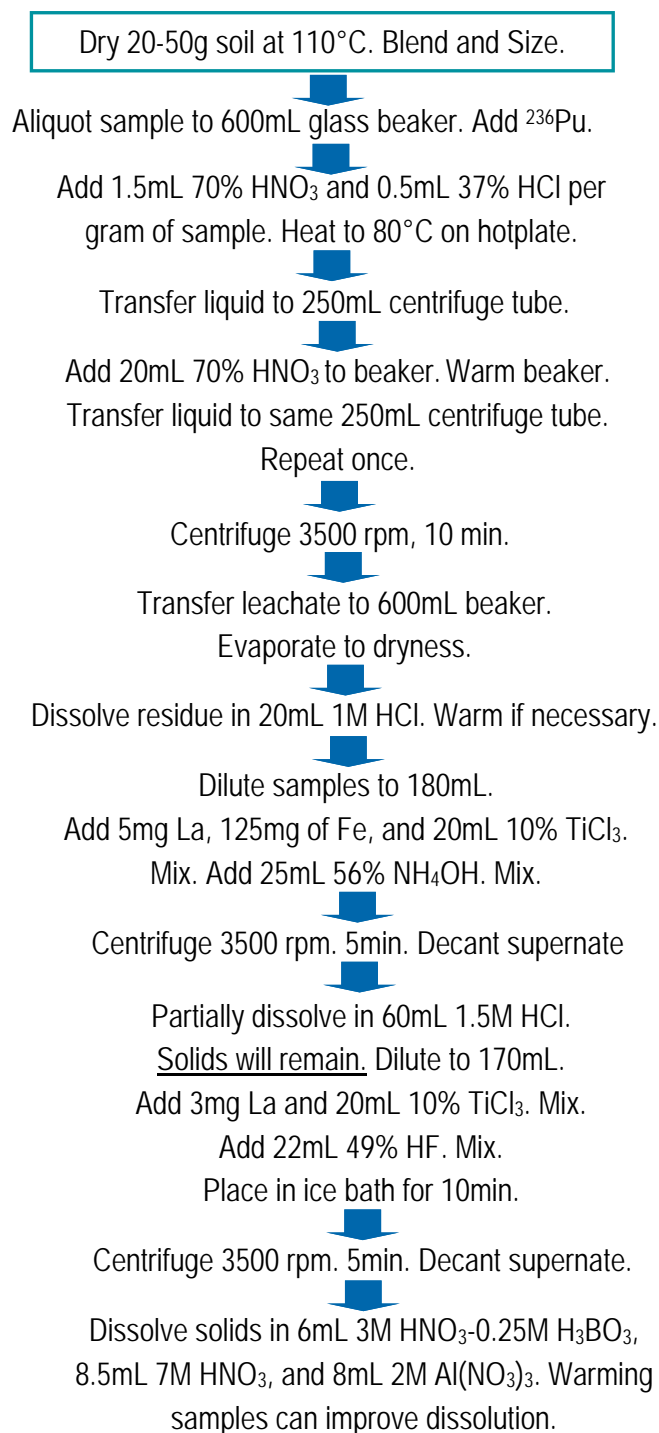 Dry 20-50g soil at 110°C. Blend and Size.
Aliquot sample to 600mL glass beaker. Add ²³⁶Pu.
Add 1.5mL 70% HNO₃ and 0.5mL 37% HCl per
gram of sample. Heat to 80°C on hotplate.
Transfer liquid to 250mL centrifuge tube.
Add 20mL 70% HNO₃ to beaker. Warm beaker.
Transfer liquid to same 250mL centrifuge tube.
Repeat once.
Centrifuge 3500 rpm, 10 min.
Transfer leachate to 600mL beaker.
Evaporate to dryness.
Dissolve residue in 20mL 1M HCl. Warm if necessary.
Dilute samples to 180mL.
Add 5mg La, 125mg of Fe, and 20mL 10% TiCl₃.
Mix. Add 25mL 56% NH₄OH. Mix.
Centrifuge 3500 rpm. 5min. Decant supernate
Partially dissolve in 60mL 1.5M HCl.
Solids will remain. Dilute to 170mL.
Add 3mg La and 20mL 10% TiCl₃. Mix.
Add 22mL 49% HF. Mix.
Place in ice bath for 10min.
Centrifuge 3500 rpm. 5min. Decant supernate.
Dissolve solids in 6mL 3M HNO₃-0.25M H₃BO₃,
8.5mL 7M HNO₃, and 8mL 2M Al(NO₃)₃. Warming
samples can improve dissolution.